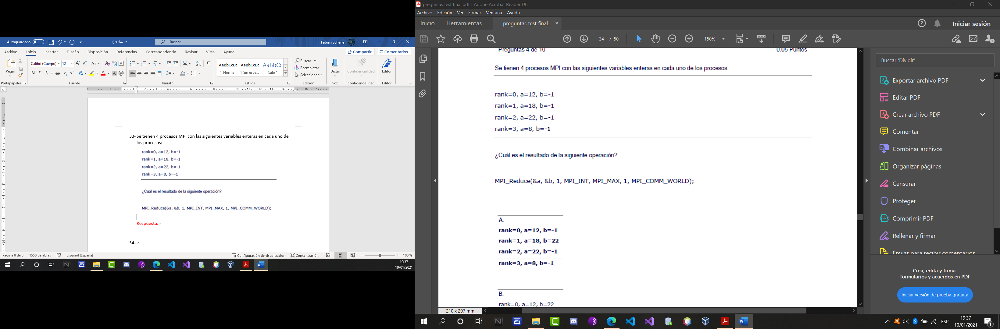 Autoguardado
ejerci...
Buscar
Fabian Scherle
Archivo Inicio Insertar Diseño Disposición Referencias Correspondencia Revisar Vista Ayuda
Compartir Comentarios
Pegar
Calibri (Cuerpo) 12
Aa
N K S ab x₂ x²
AaBbCcDc AaBbCcDc AaBbCc
¶ Normal ¶ Sin espa... Título 1
Buscar
Reemplazar
Seleccionar
Dictar
Confidencialidad
Editor
Portapapeles Fuente Párrafo Estilos Edición Voz Confidencialidad Editor
33- Se tienen 4 procesos MPI con las siguientes variables enteras en cada uno de
los procesos:
rank=0, a=12, b=-1
rank=1, a=18, b=-1
rank=2, a=22, b=-1
rank=3, a=8, b=-1
¿Cuál es el resultado de la siguiente operación?
MPI_Reduce(&a, &b, 1, MPI_INT, MPI_MAX, 1, MPI_COMM_WORLD);
Respuesta: -
34- -:
Página 8 de 8 1550 palabras Español (España) Configuración de visualización Concentración 100 %
19:37
10/01/2021
preguntas test final.pdf - Adobe Acrobat Reader DC
Archivo Edición Ver Firmar Ventana Ayuda
Inicio Herramientas preguntas test final... × Iniciar sesión
34 / 50 150%
Preguntas 4 de 10 0.05 Puntos
Se tienen 4 procesos MPI con las siguientes variables enteras en cada uno de los procesos:
rank=0, a=12, b=-1
rank=1, a=18, b=-1
rank=2, a=22, b=-1
rank=3, a=8, b=-1
¿Cuál es el resultado de la siguiente operación?
MPI_Reduce(&a, &b, 1, MPI_INT, MPI_MAX, 1, MPI_COMM_WORLD);
A.
rank=0, a=12, b=-1
rank=1, a=18, b=22
rank=2, a=22, b=-1
rank=3, a=8, b=-1
B.
rank=0, a=12, b=22
210 x 297 mm
Buscar 'Dividir'
Exportar archivo PDF
Editar PDF
Crear archivo PDF
Comentar
Combinar archivos
Organizar páginas
Censurar
Proteger
Comprimir PDF
Rellenar y firmar
Enviar para recibir comentarios
Crea, edita y firma
formularios y acuerdos en PDF
Iniciar versión de prueba gratuita
ESP
19:37
10/01/2021